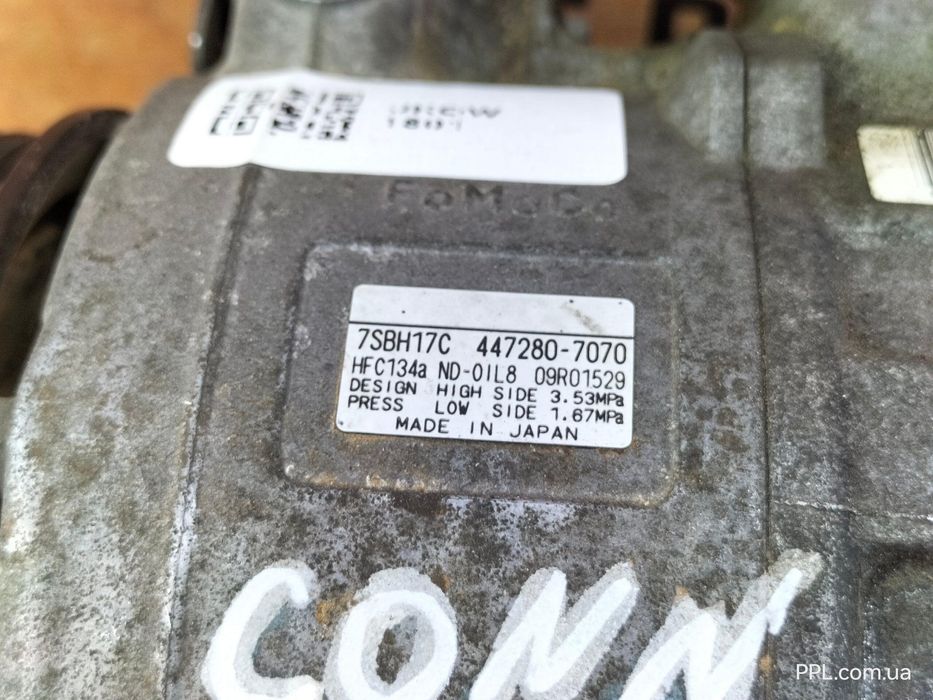 FoMoCo
7SBH17C 447280-7070
HFC134a ND-OIL8 09R01529
DESIGN HIGH SIDE 3.53MPa
PRESS LOW SIDE 1.67MPa
MADE IN JAPAN
CONN
PPL.com.ua